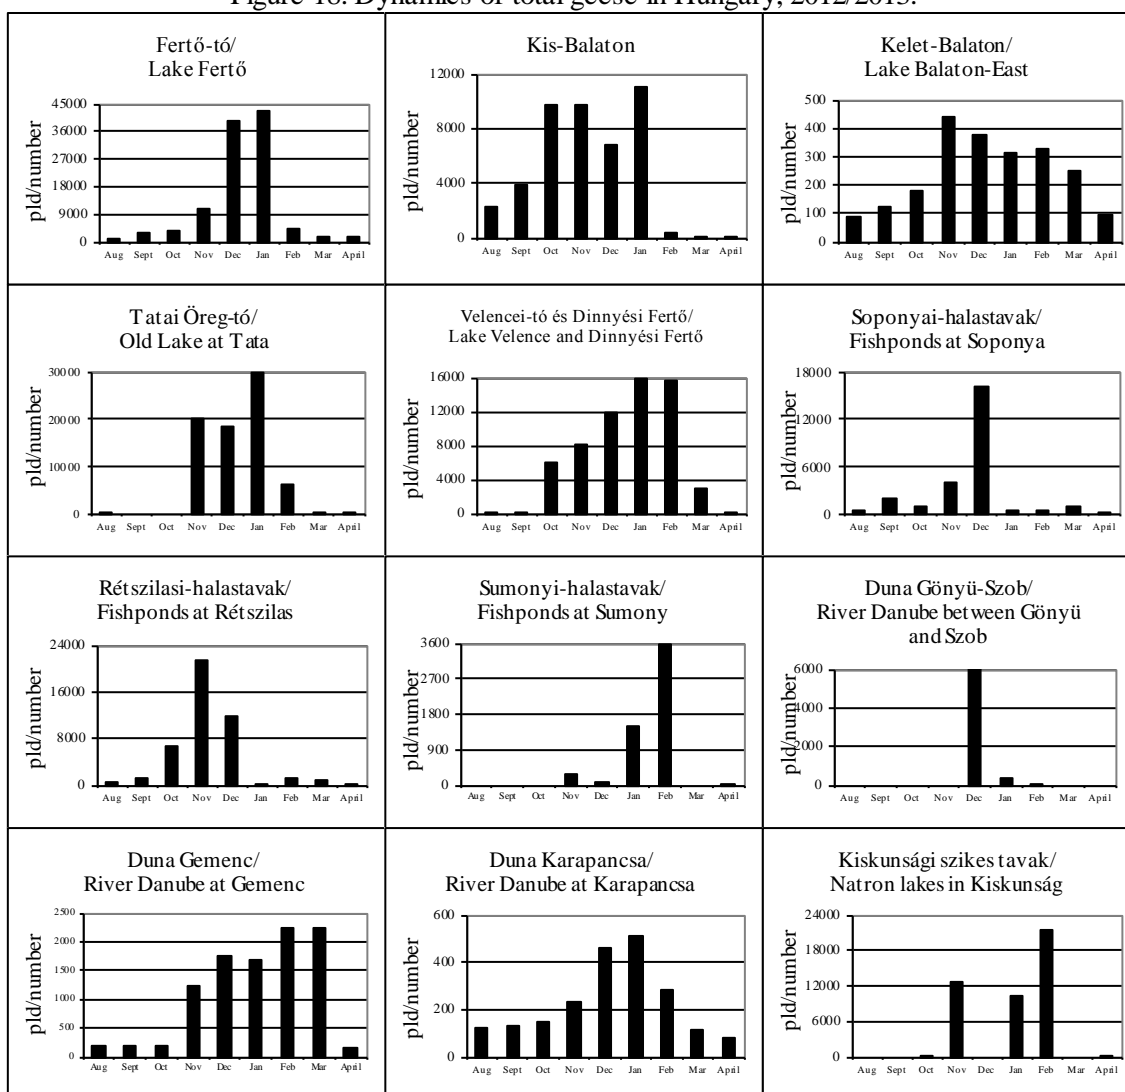 Figure 18. Dynamics of total geese in Hungary, 2012/2013.
Fertő-tó/
Lake Fertő
pld/number
45000
36000
27000
18000
9000
0
Aug Sept Oct Nov Dec Jan Feb Mar April
Kis-Balaton
pld/number
12000
8000
4000
0
Aug Sept Oct Nov Dec Jan Feb Mar April
Kelet-Balaton/
Lake Balaton-East
pld/number
500
400
300
200
100
0
Aug Sept Oct Nov Dec Jan Feb Mar April
Tatai Öreg-tó/
Old Lake at Tata
pld/number
30000
20000
10000
0
Aug Sept Oct Nov Dec Jan Feb Mar April
Velencei-tó és Dinnyési Fertő/
Lake Velence and Dinnyési Fertő
pld/number
16000
12000
8000
4000
0
Aug Sept Oct Nov Dec Jan Feb Mar April
Soponyai-halastavak/
Fishponds at Soponya
pld/number
18000
12000
6000
0
Aug Sept Oct Nov Dec Jan Feb Mar April
Rétszilasi-halastavak/
Fishponds at Rétszilas
pld/number
24000
16000
8000
0
Aug Sept Oct Nov Dec Jan Feb Mar April
Sumonyi-halastavak/
Fishponds at Sumony
pld/number
3600
2700
1800
900
0
Aug Sept Oct Nov Dec Jan Feb Mar April
Duna Gönyü-Szob/
River Danube between Gönyü
and Szob
pld/number
6000
4000
2000
0
Aug Sept Oct Nov Dec Jan Feb Mar April
Duna Gemenc/
River Danube at Gemenc
pld/number
2500
2000
1500
1000
500
0
Aug Sept Oct Nov Dec Jan Feb Mar April
Duna Karapancsa/
River Danube at Karapancsa
pld/number
600
400
200
0
Aug Sept Oct Nov Dec Jan Feb Mar April
Kiskunsági szikes tavak/
Natron lakes in Kiskunság
pld/number
24000
18000
12000
6000
0
Aug Sept Oct Nov Dec Jan Feb Mar April